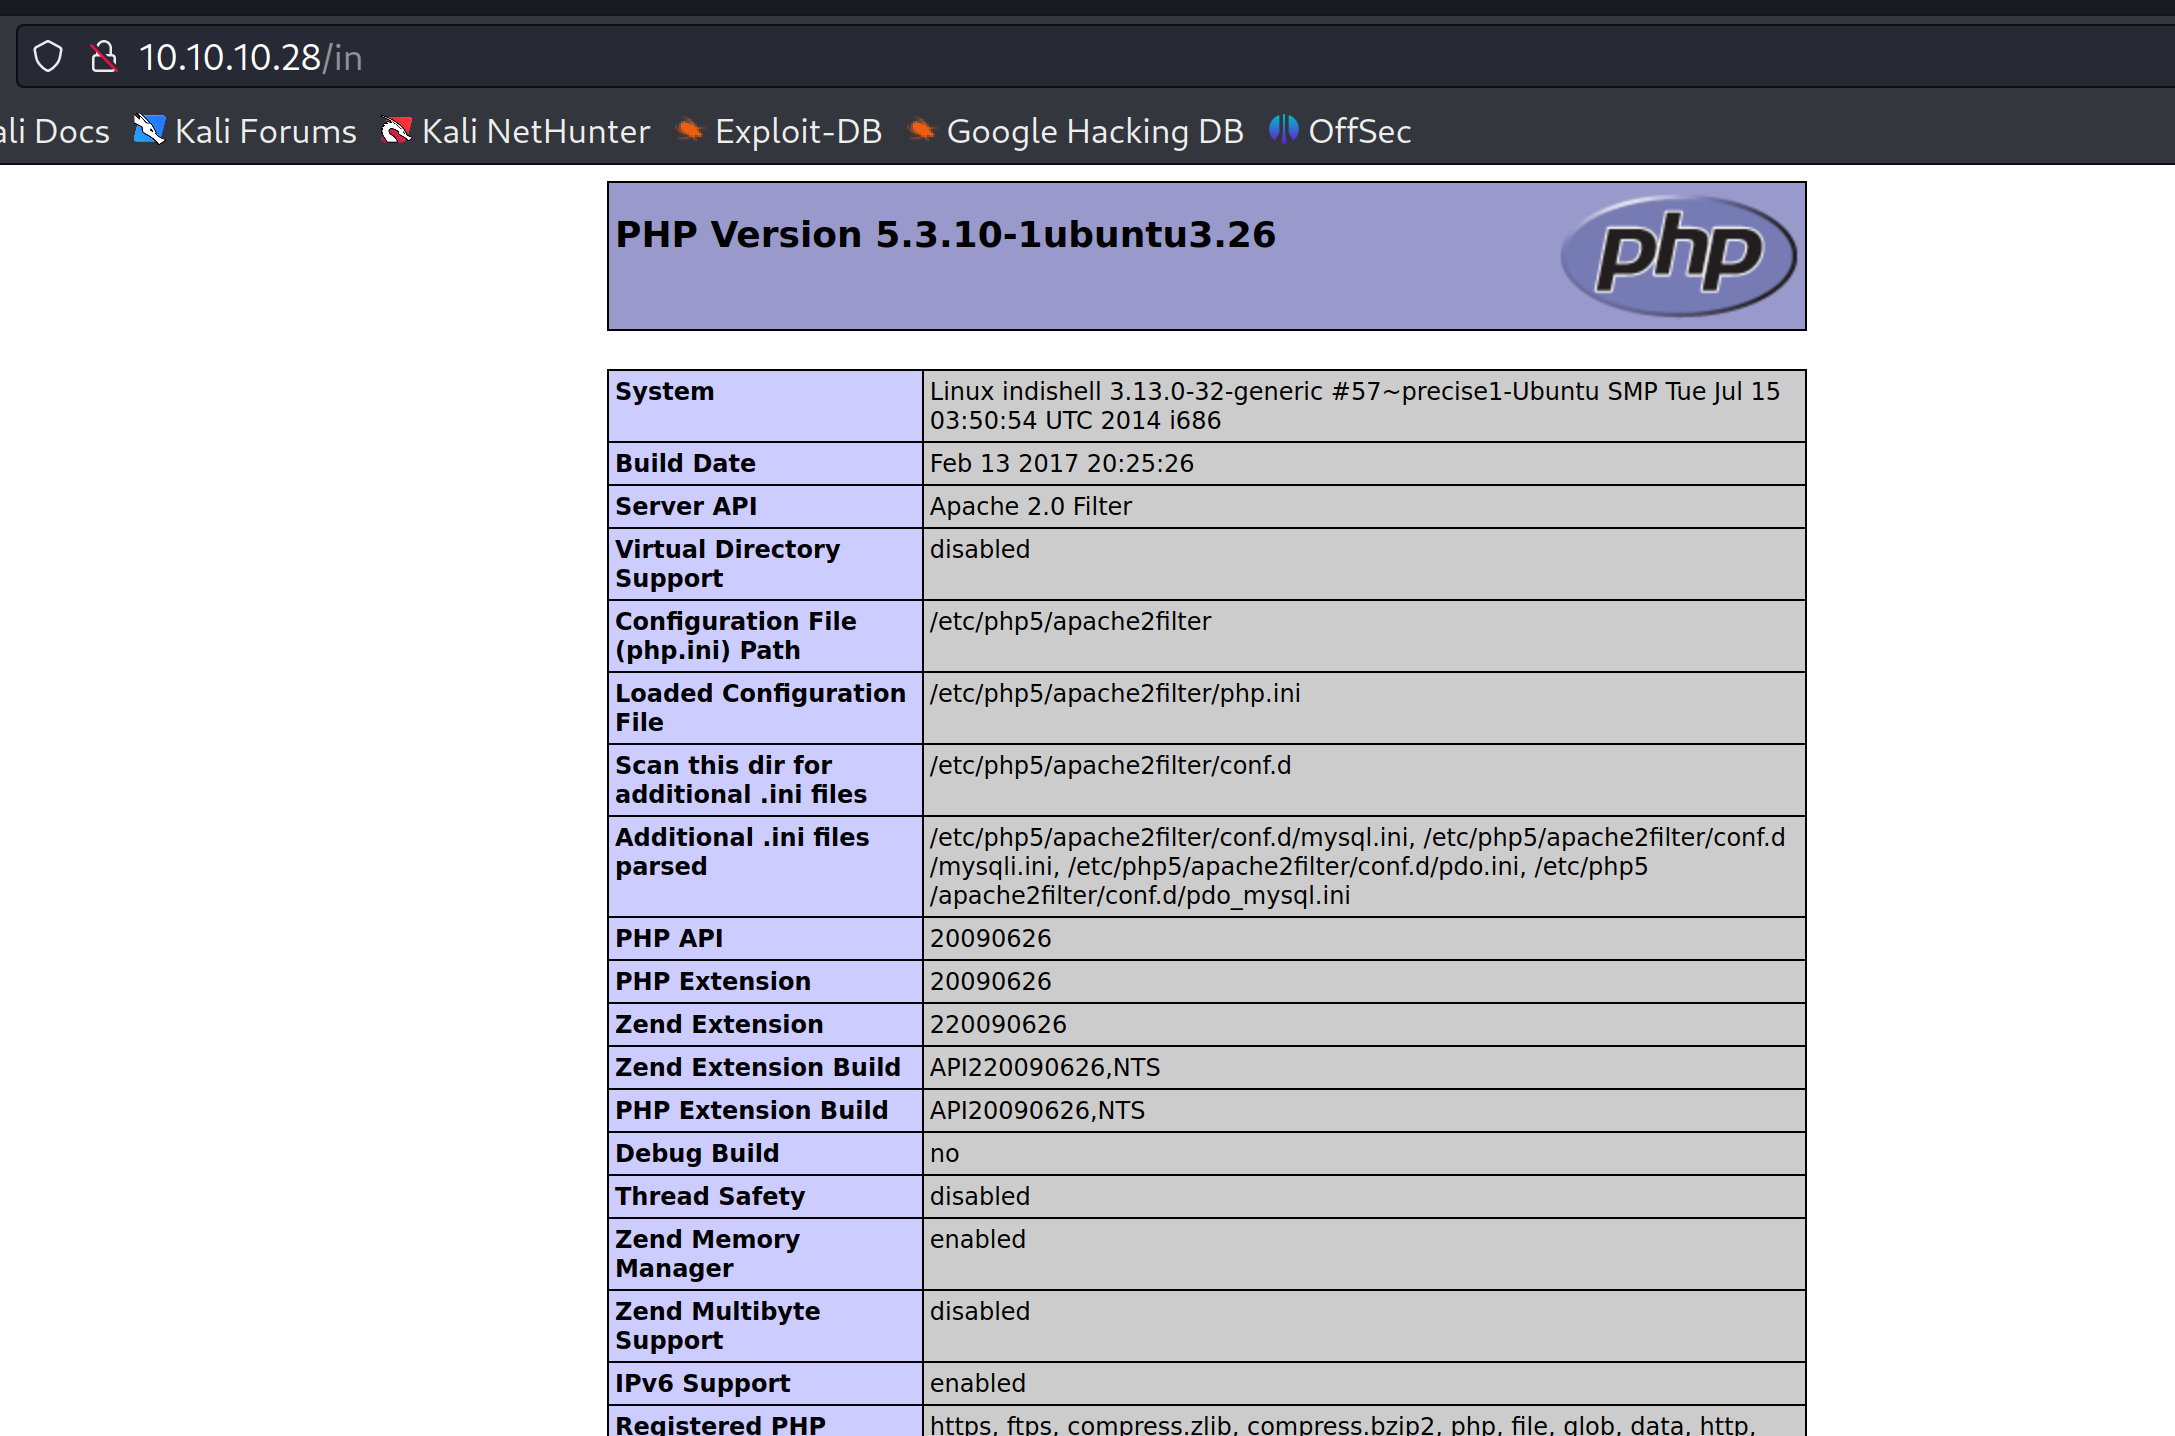 10.10.10.28/in
ali Docs Kali Forums Kali NetHunter Exploit-DB Google Hacking DB OffSec
PHP Version 5.3.10-1ubuntu3.26
php
System
Linux indishell 3.13.0-32-generic #57~precise1-Ubuntu SMP Tue Jul 15
03:50:54 UTC 2014 i686
Build Date
Feb 13 2017 20:25:26
Server API
Apache 2.0 Filter
Virtual Directory
Support
disabled
Configuration File
(php.ini) Path
/etc/php5/apache2filter
Loaded Configuration
File
/etc/php5/apache2filter/php.ini
Scan this dir for
additional .ini files
/etc/php5/apache2filter/conf.d
Additional .ini files
parsed
/etc/php5/apache2filter/conf.d/mysql.ini, /etc/php5/apache2filter/conf.d
/mysqli.ini, /etc/php5/apache2filter/conf.d/pdo.ini, /etc/php5
/apache2filter/conf.d/pdo_mysql.ini
PHP API
20090626
PHP Extension
20090626
Zend Extension
220090626
Zend Extension Build
API220090626,NTS
PHP Extension Build
API20090626,NTS
Debug Build
no
Thread Safety
disabled
Zend Memory
Manager
enabled
Zend Multibyte
Support
disabled
IPv6 Support
enabled
Registered PHP
https, ftps, compress.zlib, compress.bzip2, php, file, glob, data, http,